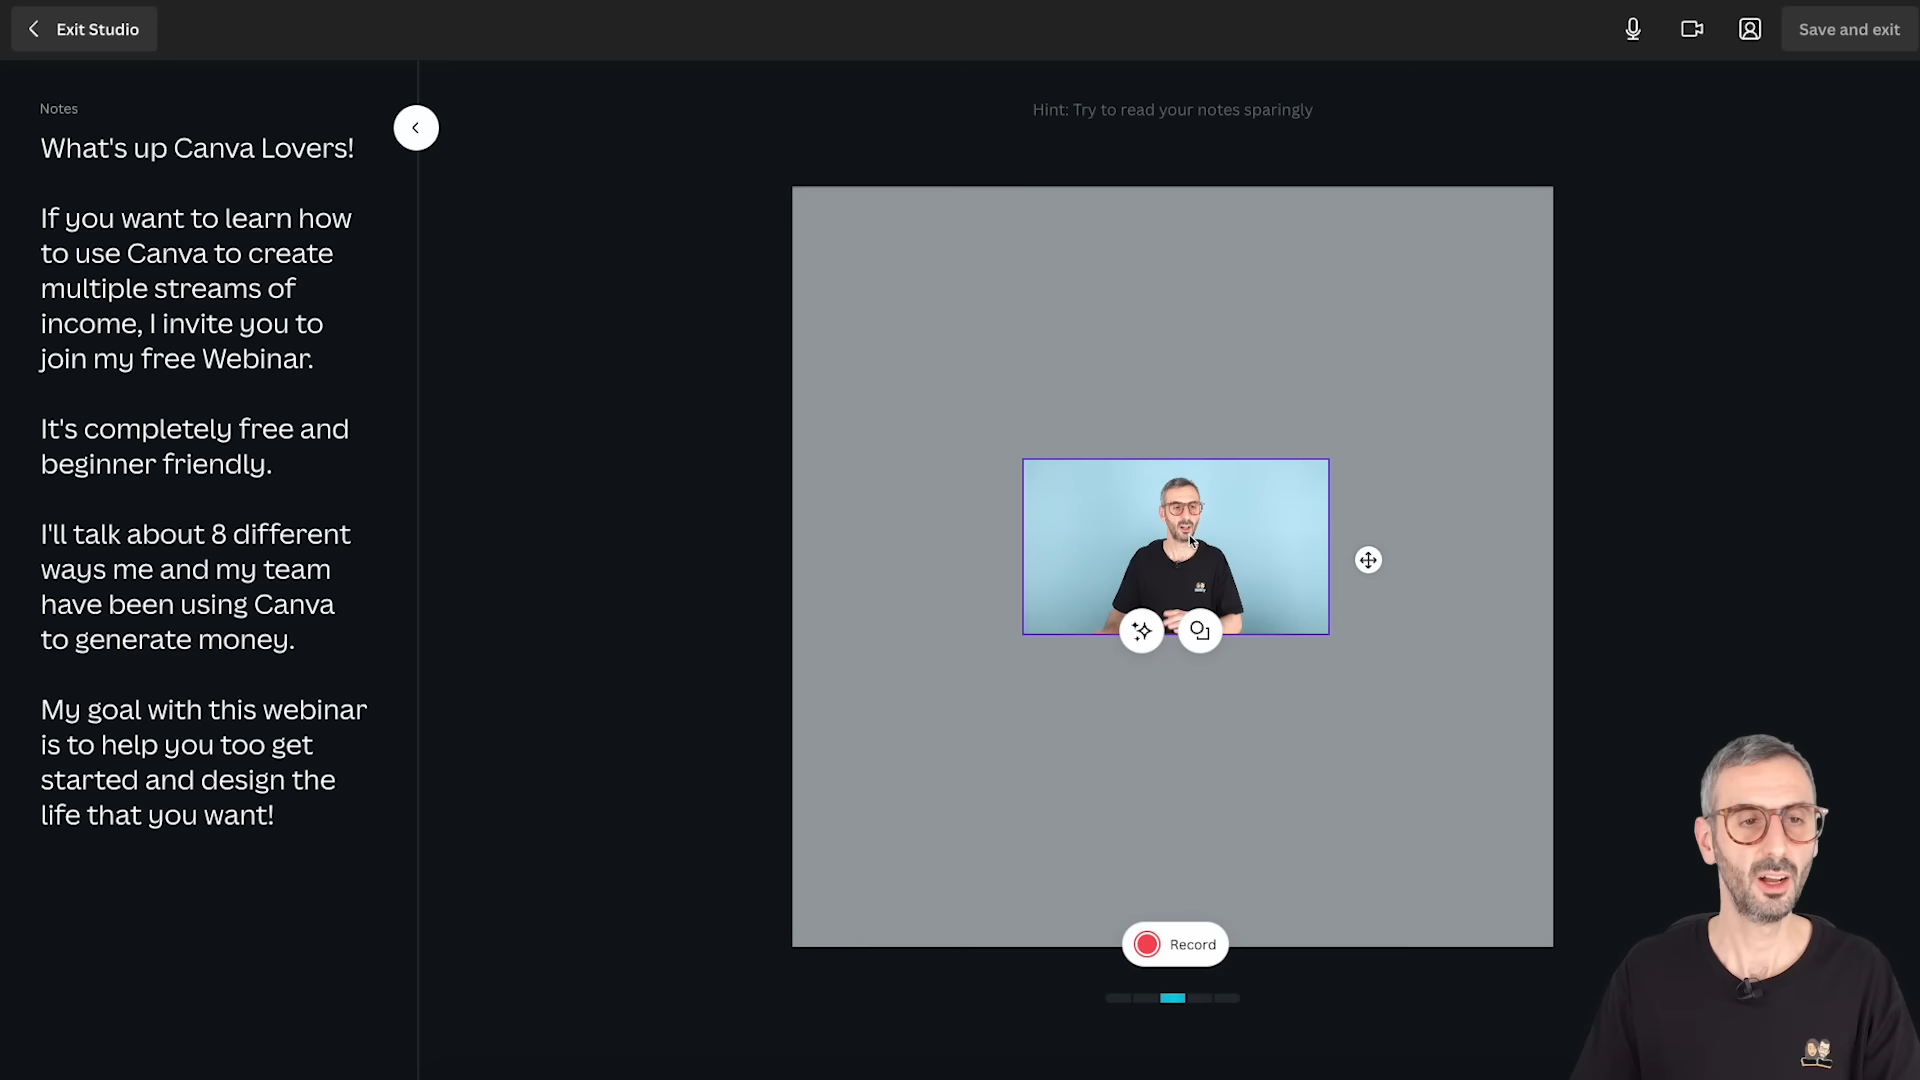 Exit Studio
Save and exit
Notes
Hint: Try to read your notes sparingly
What's up Canva Lovers!
If you want to learn how
to use Canva to create
multiple streams of
income, I invite you to
join my free Webinar.
It's completely free and
beginner friendly.
I'll talk about 8 different
ways me and my team
have been using Canva
to generate money.
My goal with this webinar
is to help you too get
started and design the
life that you want!
Record